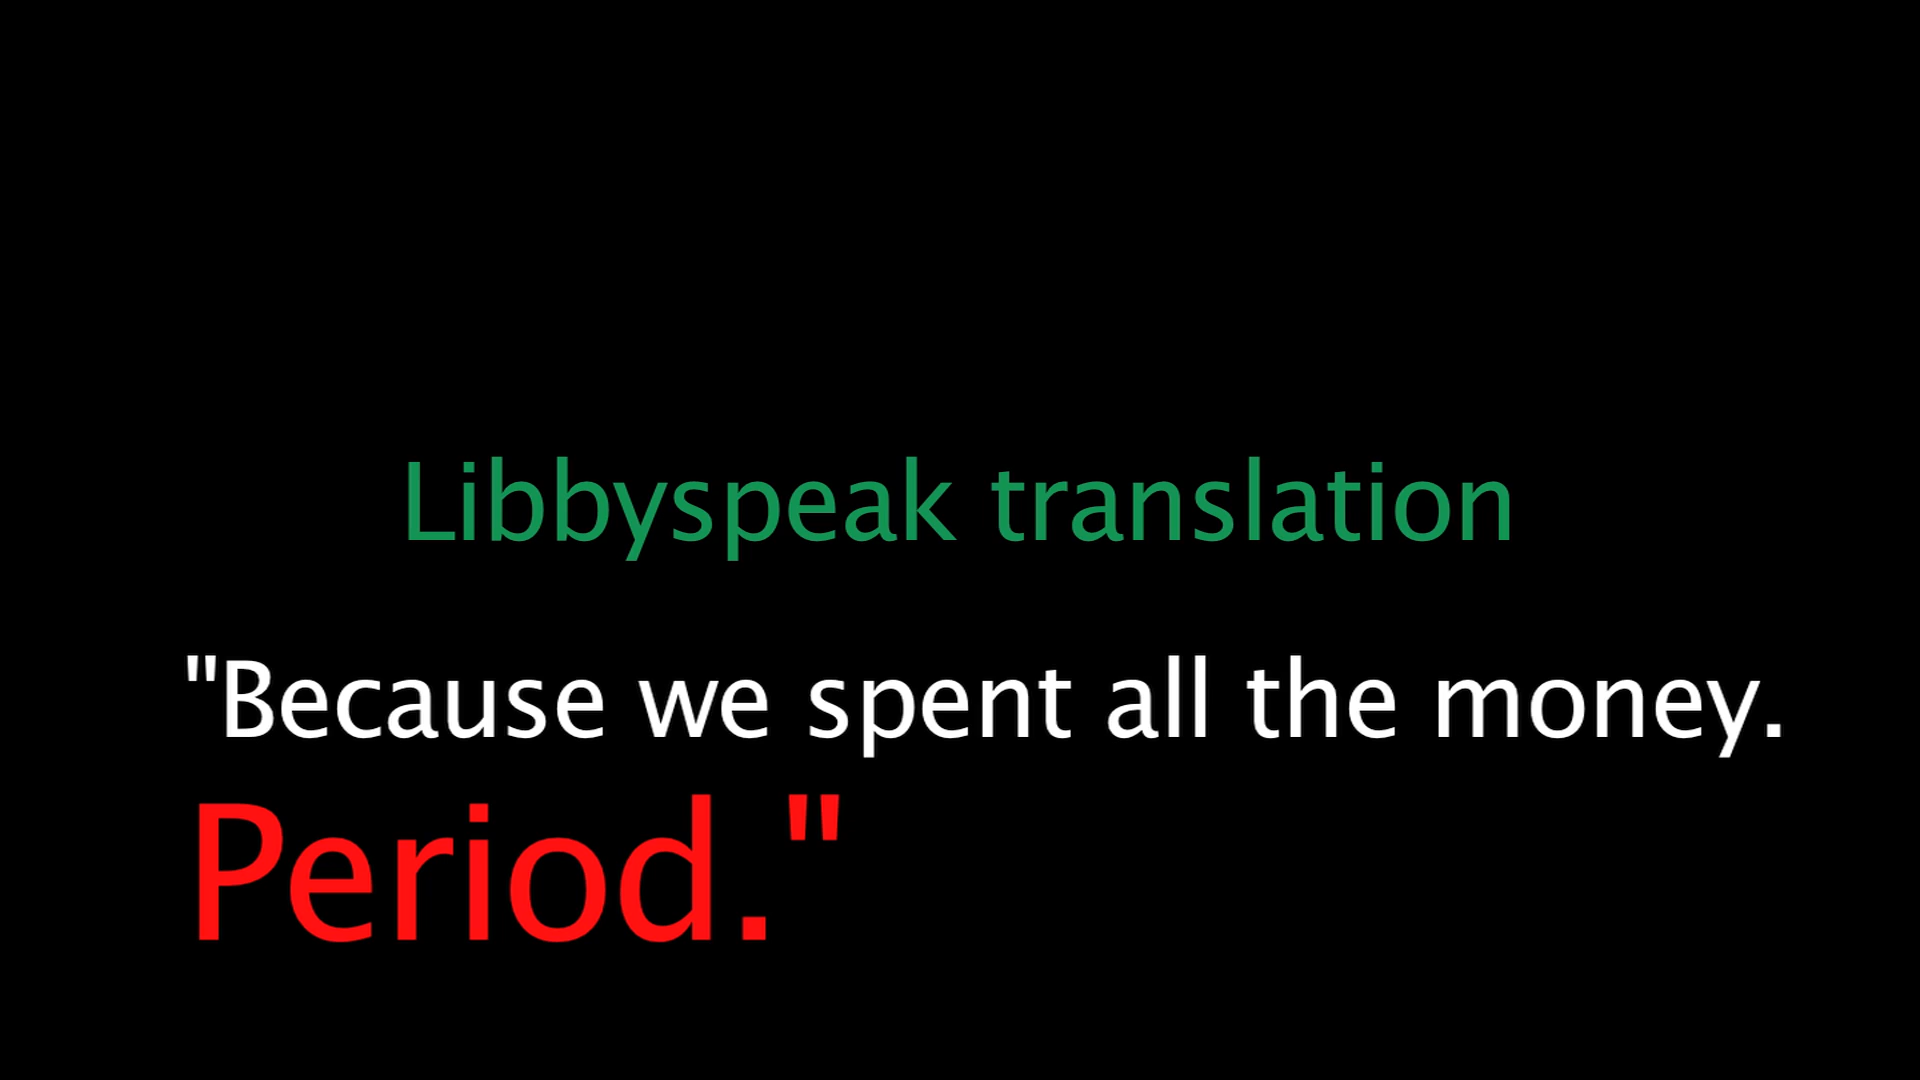 Libbyspeak translation
"Because we spent all the money.
Period."